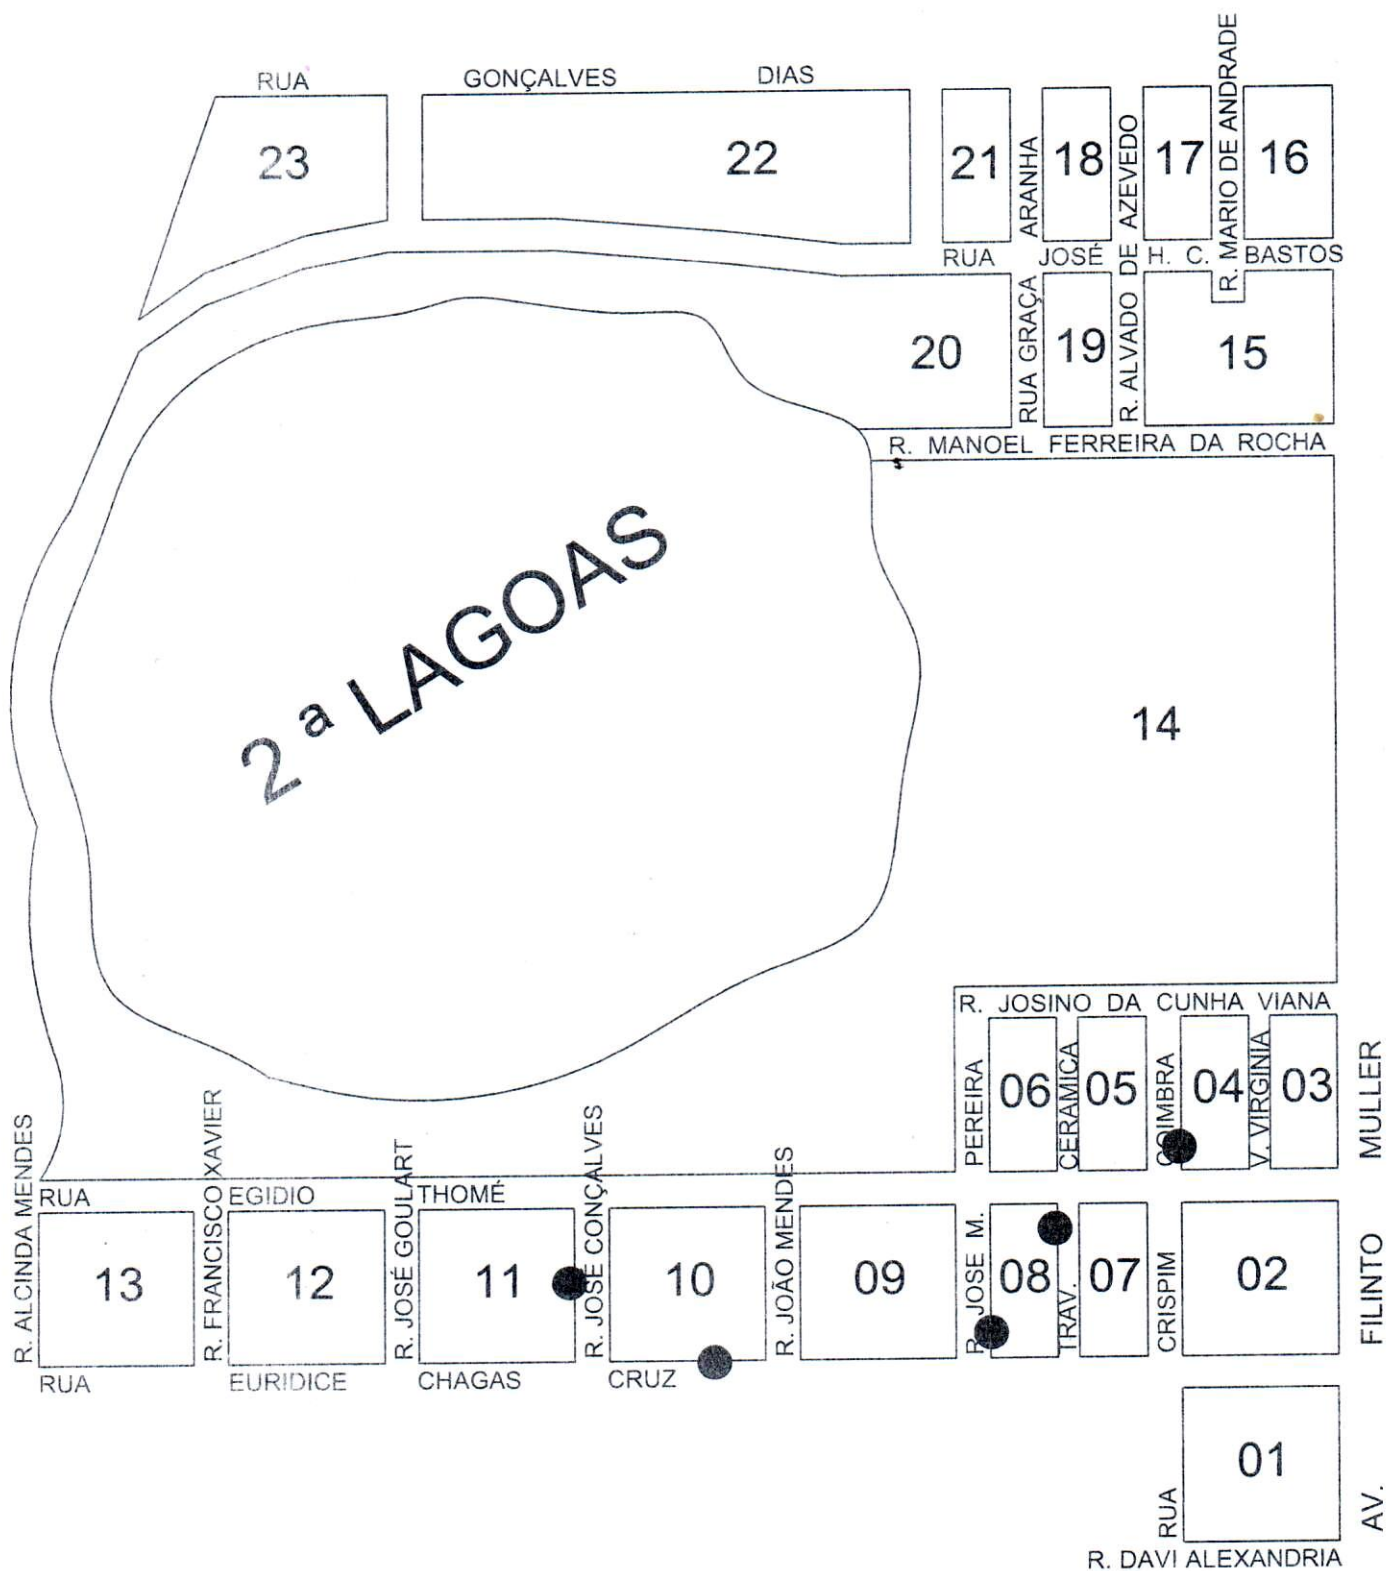 RUA GONÇALVES DIAS
23
22
21
18
17
16
ARANHA
R. ALVADO DE AZEVEDO
R. MARIO DE ANDRADE
RUA JOSÉ H. C. BASTOS
20
RUA GRAÇA
19
15
R. MANOEL FERREIRA DA ROCHA
2ª LAGOAS
14
R. JOSINO DA CUNHA VIANA
PEREIRA
06
CERAMICA
05
COIMBRA
04
V. VIRGINIA
03
MULLER
RUA EGIDIO THOMÉ
R. ALCINDA MENDES
13
R. FRANCISCO XAVIER
12
R. JOSÉ GOULART
11
R. JOSÉ CONÇALVES
10
R. JOÃO MENDES
09
R. JOSE M.
08
TRAV.
07
CRISPIM
02
FILINTO
RUA EURIDICE CHAGAS CRUZ
RUA
01
AV.
R. DAVI ALEXANDRIA